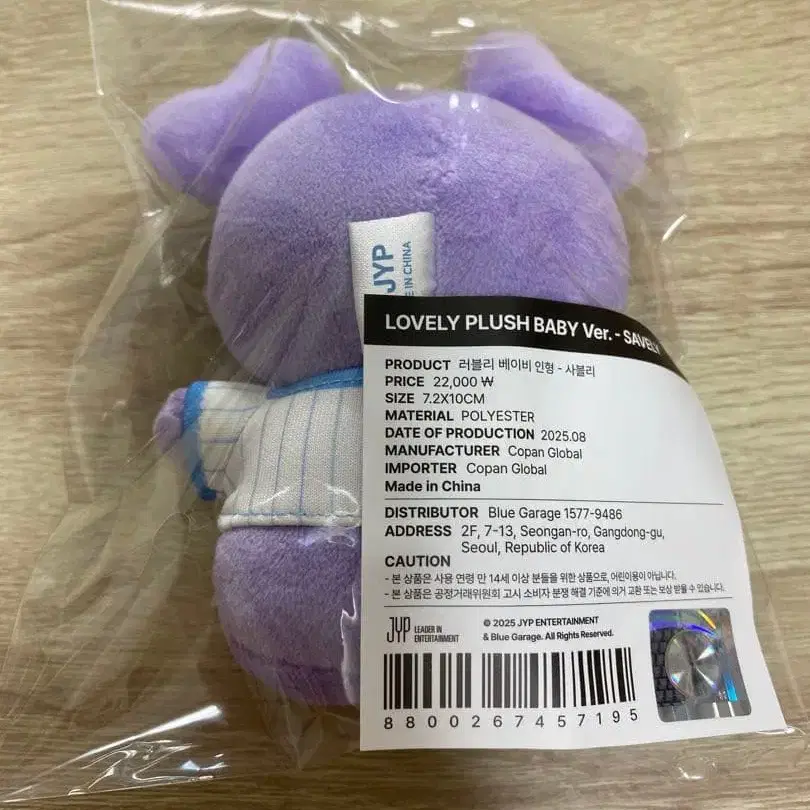 JYP
E IN CHINA
LOVELY PLUSH BABY Ver. - SAVELY
PRODUCT 러블리 베이비 인형 - 사블리
PRICE 22,000 ₩
SIZE 7.2X10CM
MATERIAL POLYESTER
DATE OF PRODUCTION 2025.08
MANUFACTURER Copan Global
IMPORTER Copan Global
Made in China
DISTRIBUTOR Blue Garage 1577-9486
ADDRESS 2F, 7-13, Seongan-ro, Gangdong-gu,
Seoul, Republic of Korea
CAUTION
- 본 상품은 사용 연령 만 14세 이상 분들을 위한 상품으로, 어린이용이 아닙니다.
- 본 상품은 공정거래위원회 고시 소비자 분쟁 해결 기준에 의거 교환 또는 보상 받을 수 있습니다.
JYP LEADER IN
ENTERTAINMENT
© 2025 JYP ENTERTAINMENT
& Blue Garage. All Rights Reserved.
8800267457195